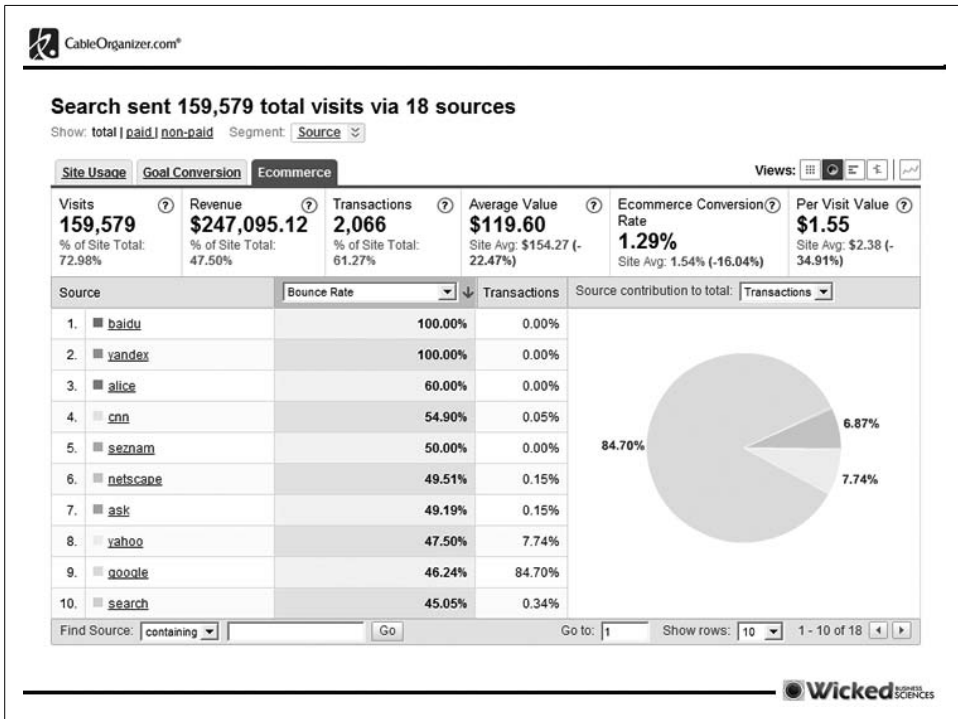 CableOrganizer.com®
Search sent 159,579 total visits via 18 sources
Show: total | paid | non-paid Segment: Source
Site Usage Goal Conversion Ecommerce Views:
Visits ? Revenue ? Transactions ? Average Value ? Ecommerce Conversion Rate ? Per Visit Value ?
159,579 $247,095.12 2,066 $119.60 1.29% $1.55
% of Site Total: 72.98% % of Site Total: 47.50% % of Site Total: 61.27% Site Avg: $154.27 (-22.47%) Site Avg: 1.54% (-16.04%) Site Avg: $2.38 (-34.91%)
Source Bounce Rate Transactions Source contribution to total: Transactions
1. baidu 100.00% 0.00%
2. yandex 100.00% 0.00%
3. alice 60.00% 0.00%
4. cnn 54.90% 0.05%
5. seznam 50.00% 0.00%
6. netscape 49.51% 0.15%
7. ask 49.19% 0.15%
8. yahoo 47.50% 7.74%
9. google 46.24% 84.70%
10. search 45.05% 0.34%
84.70%
6.87%
7.74%
Find Source: containing Go Go to: 1 Show rows: 10 1 - 10 of 18
Wicked BUSINESS SCIENCES